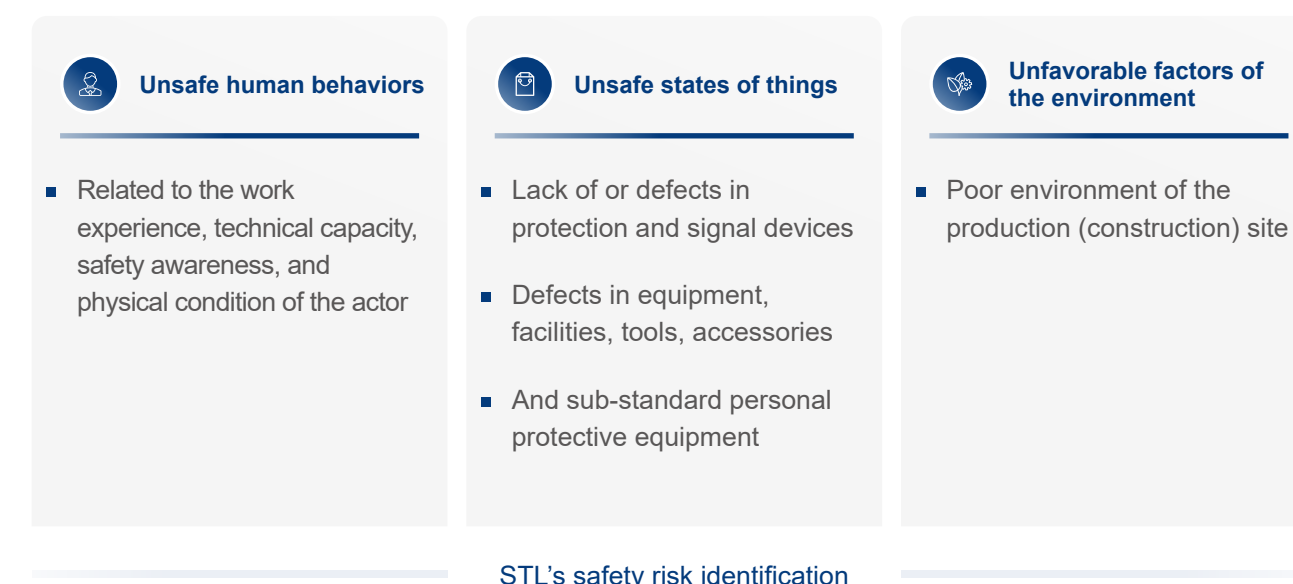 Unsafe human behaviors
Related to the work
experience, technical capacity,
safety awareness, and
physical condition of the actor
Unsafe states of things
Lack of or defects in
protection and signal devices
Defects in equipment,
facilities, tools, accessories
And sub-standard personal
protective equipment
Unfavorable factors of
the environment
Poor environment of the
production (construction) site
STL's safety risk identification